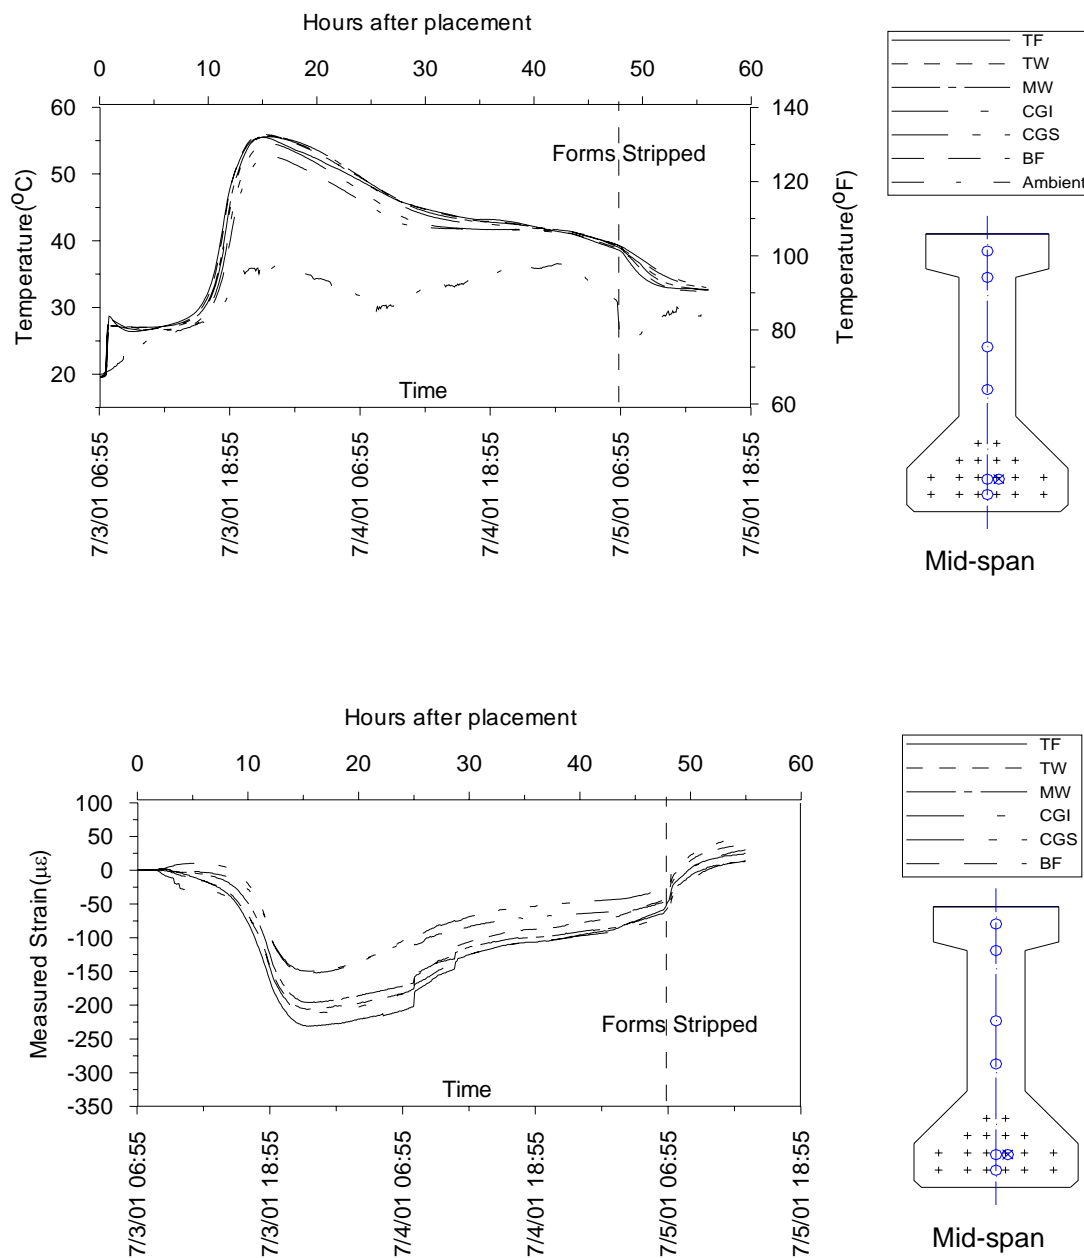 Hours after placement
0 10 20 30 40 50 60
60
50
40
30
20
Temperature(ºC)
140
120
100
80
60
Temperature(ºF)
Forms Stripped
Time
7/3/01 06:55
7/3/01 18:55
7/4/01 06:55
7/4/01 18:55
7/5/01 06:55
7/5/01 18:55
TF
TW
MW
CGI
CGS
BF
Ambient
Mid-span
Hours after placement
0 10 20 30 40 50 60
100
50
0
-50
-100
-150
-200
-250
-300
-350
Measured Strain(με)
Forms Stripped
Time
7/3/01 06:55
7/3/01 18:55
7/4/01 06:55
7/4/01 18:55
7/5/01 06:55
7/5/01 18:55
TF
TW
MW
CGI
CGS
BF
Mid-span